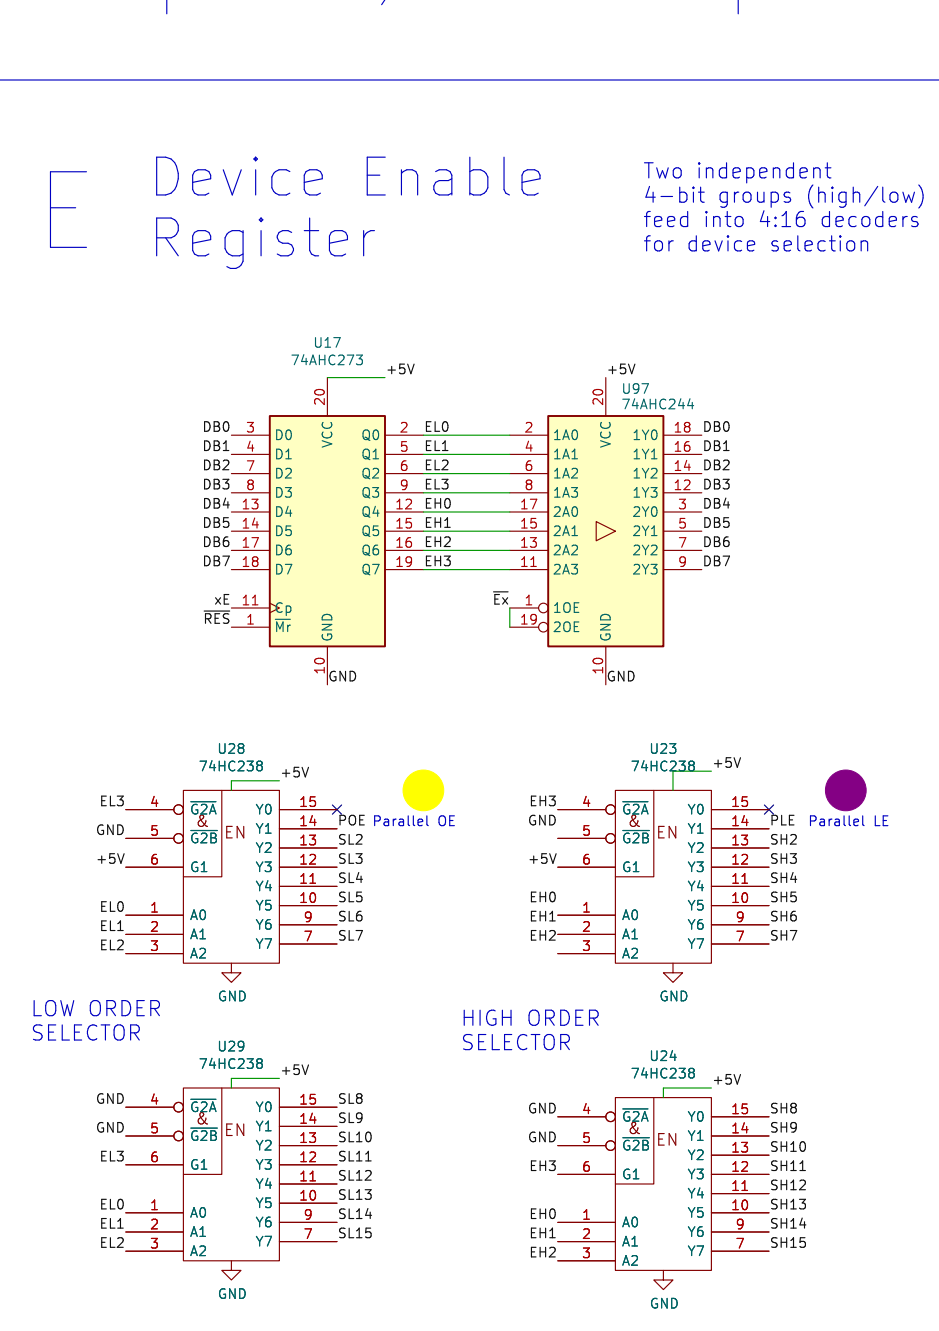 E
Device Enable
Register
Two independent
4-bit groups (high/low)
feed into 4:16 decoders
for device selection
U17
74AHC273
+5V
20
VCC
DB0 3 D0 Q0 2 EL0
DB1 4 D1 Q1 5 EL1
DB2 7 D2 Q2 6 EL2
DB3 8 D3 Q3 9 EL3
DB4 13 D4 Q4 12 EH0
DB5 14 D5 Q5 15 EH1
DB6 17 D6 Q6 16 EH2
DB7 18 D7 Q7 19 EH3
xE 11 Cp
RES 1 Mr
GND
10
GND
+5V
U97
74AHC244
20
VCC
2 1A0 1Y0 18 DB0
4 1A1 1Y1 16 DB1
6 1A2 1Y2 14 DB2
8 1A3 1Y3 12 DB3
17 2A0 2Y0 3 DB4
15 2A1 2Y1 5 DB5
13 2A2 2Y2 7 DB6
11 2A3 2Y3 9 DB7
Ex 1 1OE
19 2OE
GND
10
GND
U28
74HC238
+5V
EL3 4 G2A Y0 15
& EN
Y1 14 POE
GND 5 G2B Y2 13 SL2
+5V 6 G1 Y3 12 SL3
Y4 11 SL4
Y5 10 SL5
EL0 1 A0 Y6 9 SL6
EL1 2 A1 Y7 7 SL7
EL2 3 A2
GND
Parallel OE
U23
74HC238
+5V
EH3 4 G2A Y0 15
& EN
Y1 14 PLE
GND 5 G2B Y2 13 SH2
+5V 6 G1 Y3 12 SH3
Y4 11 SH4
Y5 10 SH5
EH0 1 A0 Y6 9 SH6
EH1 2 A1 Y7 7 SH7
EH2 3 A2
GND
Parallel LE
LOW ORDER
SELECTOR
U29
74HC238
+5V
GND 4 G2A Y0 15 SL8
& EN
Y1 14 SL9
GND 5 G2B Y2 13 SL10
EL3 6 G1 Y3 12 SL11
Y4 11 SL12
Y5 10 SL13
EL0 1 A0 Y6 9 SL14
EL1 2 A1 Y7 7 SL15
EL2 3 A2
GND
HIGH ORDER
SELECTOR
U24
74HC238
+5V
GND 4 G2A Y0 15 SH8
& EN
Y1 14 SH9
GND 5 G2B Y2 13 SH10
EH3 6 G1 Y3 12 SH11
Y4 11 SH12
Y5 10 SH13
EH0 1 A0 Y6 9 SH14
EH1 2 A1 Y7 7 SH15
EH2 3 A2
GND